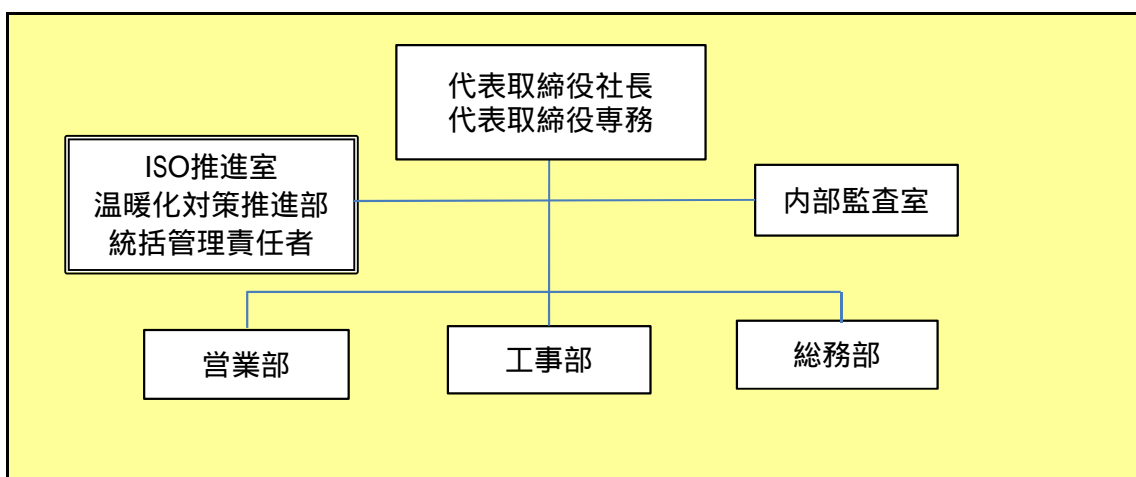 代表取締役社長
代表取締役専務
ISO推進室
温暖化対策推進部
統括管理責任者
内部監査室
営業部
工事部
総務部